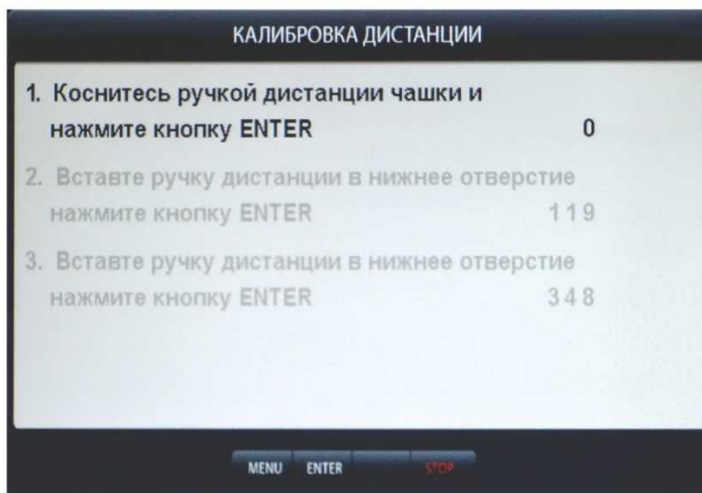 КАЛИБРОВКА ДИСТАНЦИИ
1. Коснитесь ручкой дистанции чашки и
нажмите кнопку ENTER 0
2. Вставте ручку дистанции в нижнее отверстие
нажмите кнопку ENTER 119
3. Вставте ручку дистанции в нижнее отверстие
нажмите кнопку ENTER 348
MENU ENTER STOP